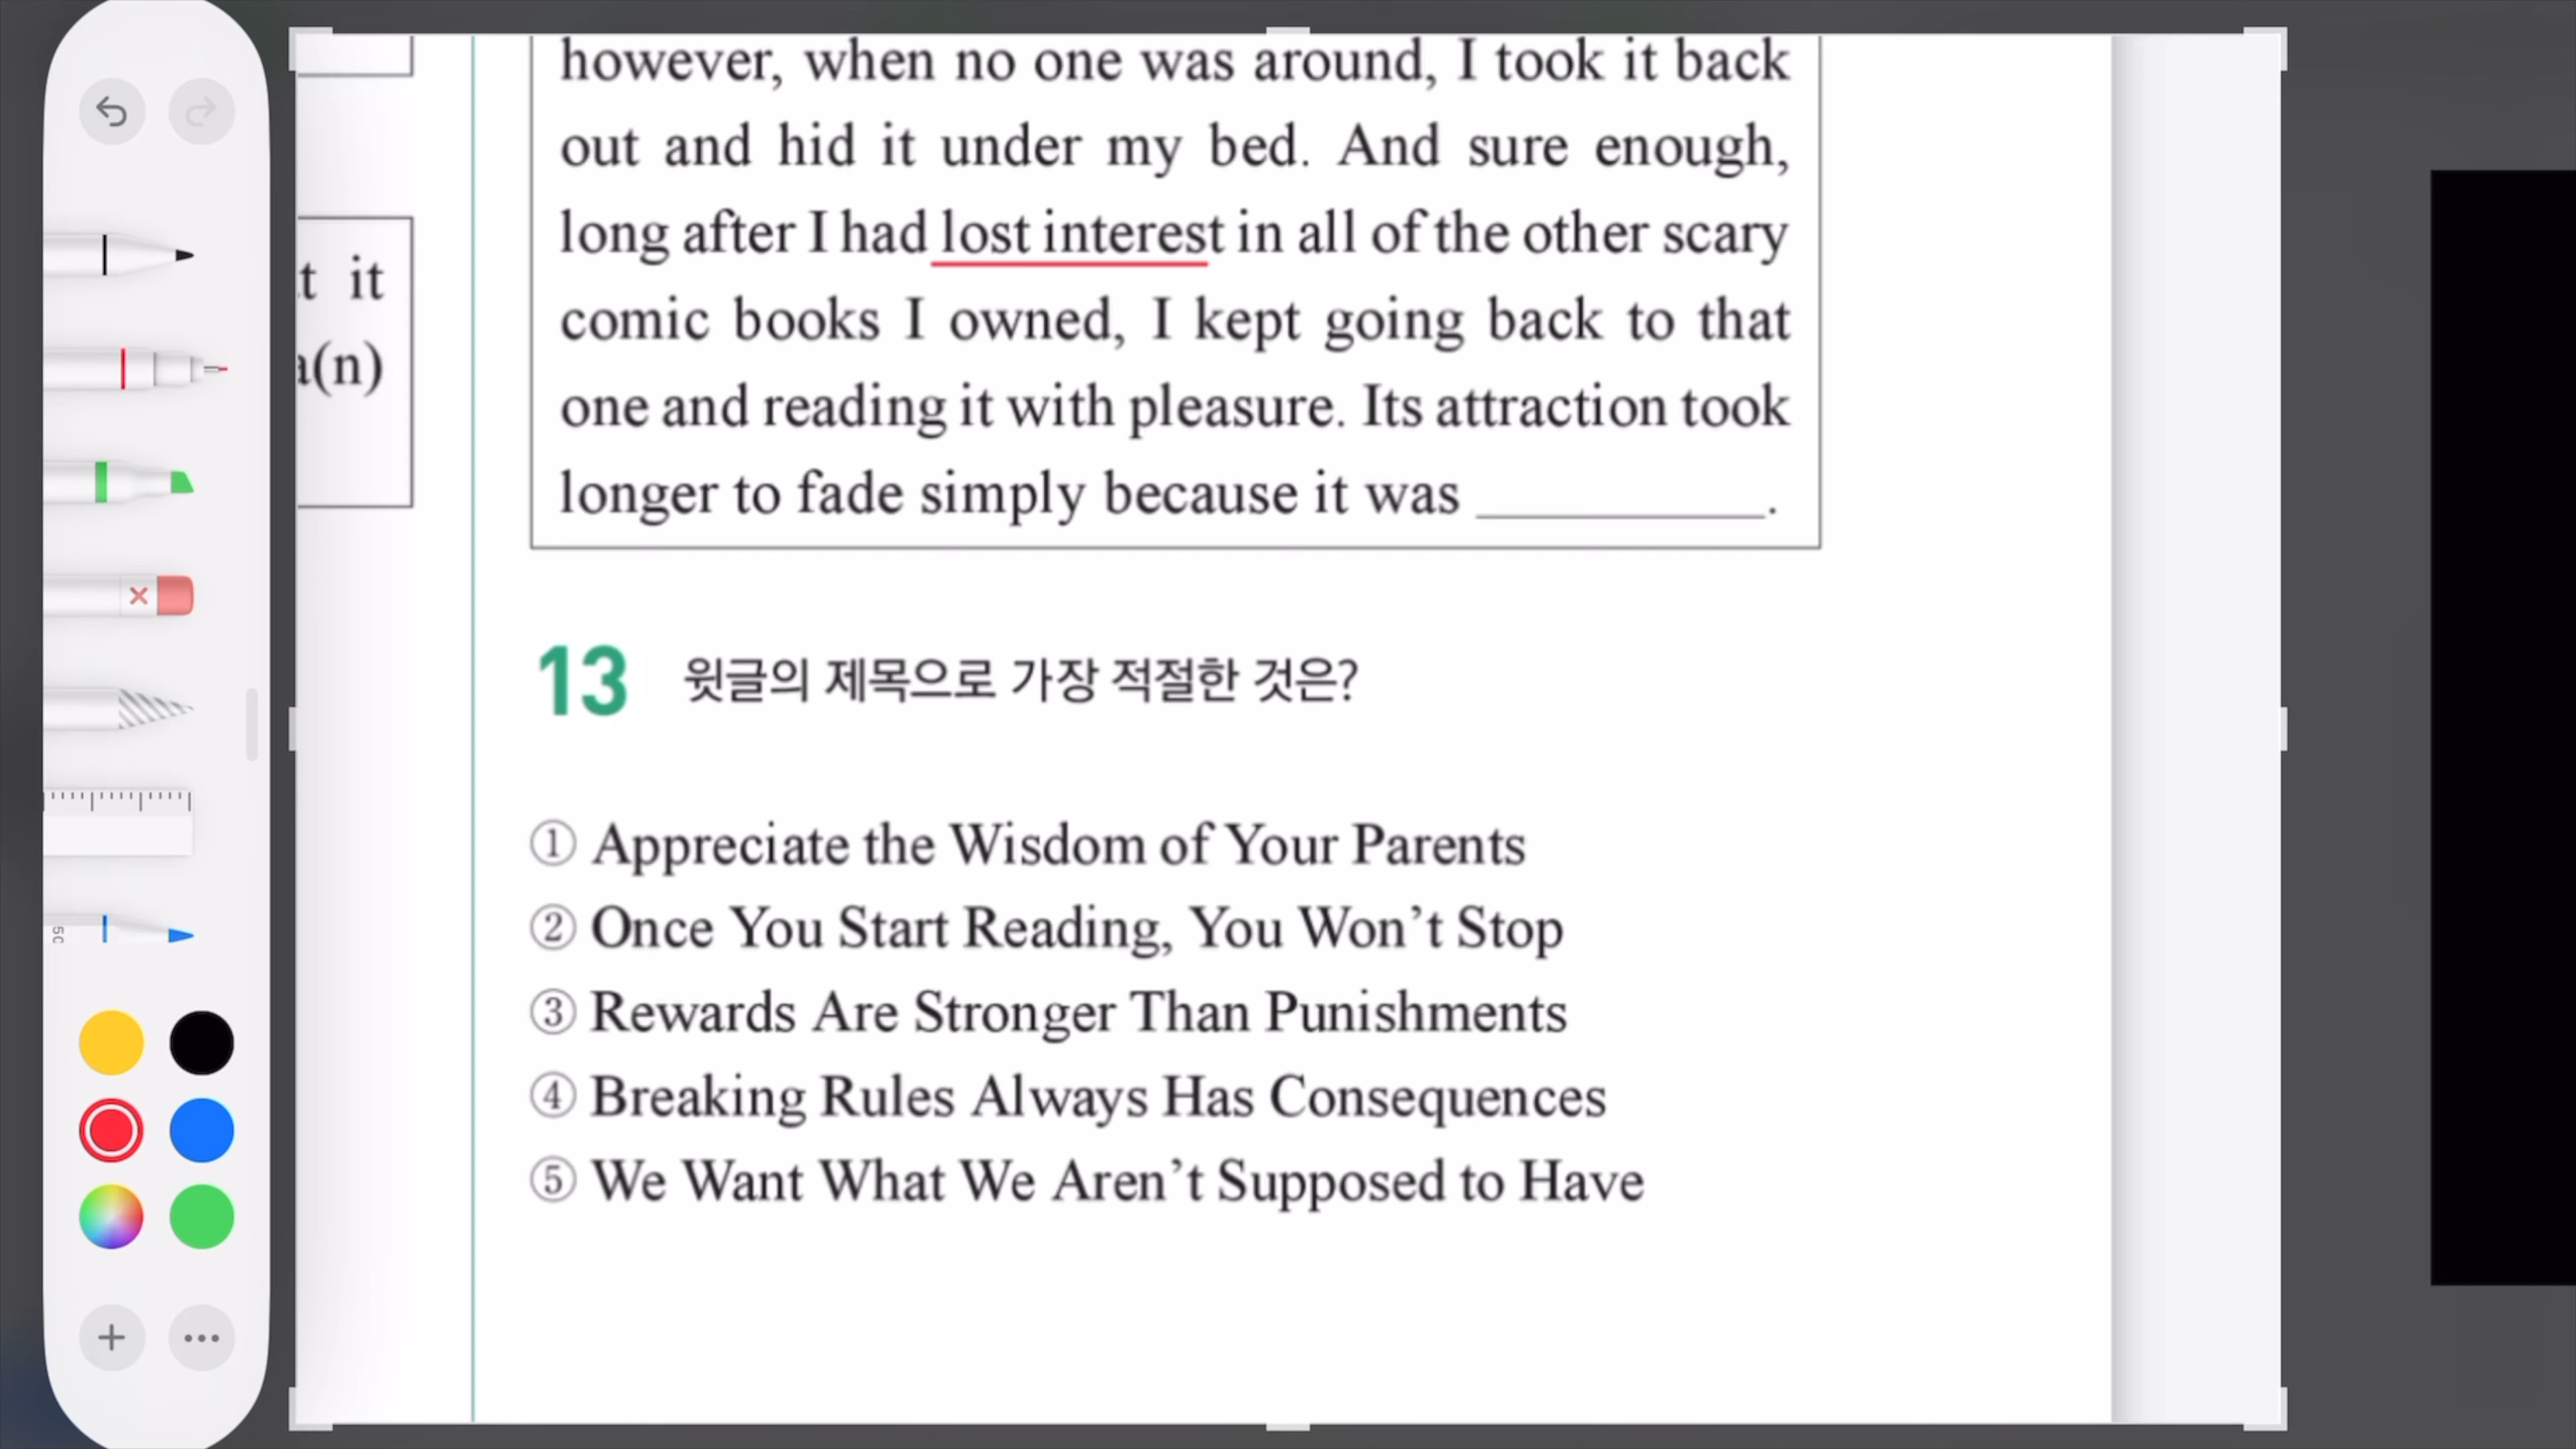 however, when no one was around, I took it back
out and hid it under my bed. And sure enough,
long after I had lost interest in all of the other scary
comic books I owned, I kept going back to that
one and reading it with pleasure. Its attraction took
longer to fade simply because it was __________.
t it
a(n)
13 윗글의 제목으로 가장 적절한 것은?
① Appreciate the Wisdom of Your Parents
② Once You Start Reading, You Won't Stop
③ Rewards Are Stronger Than Punishments
④ Breaking Rules Always Has Consequences
⑤ We Want What We Aren't Supposed to Have
50